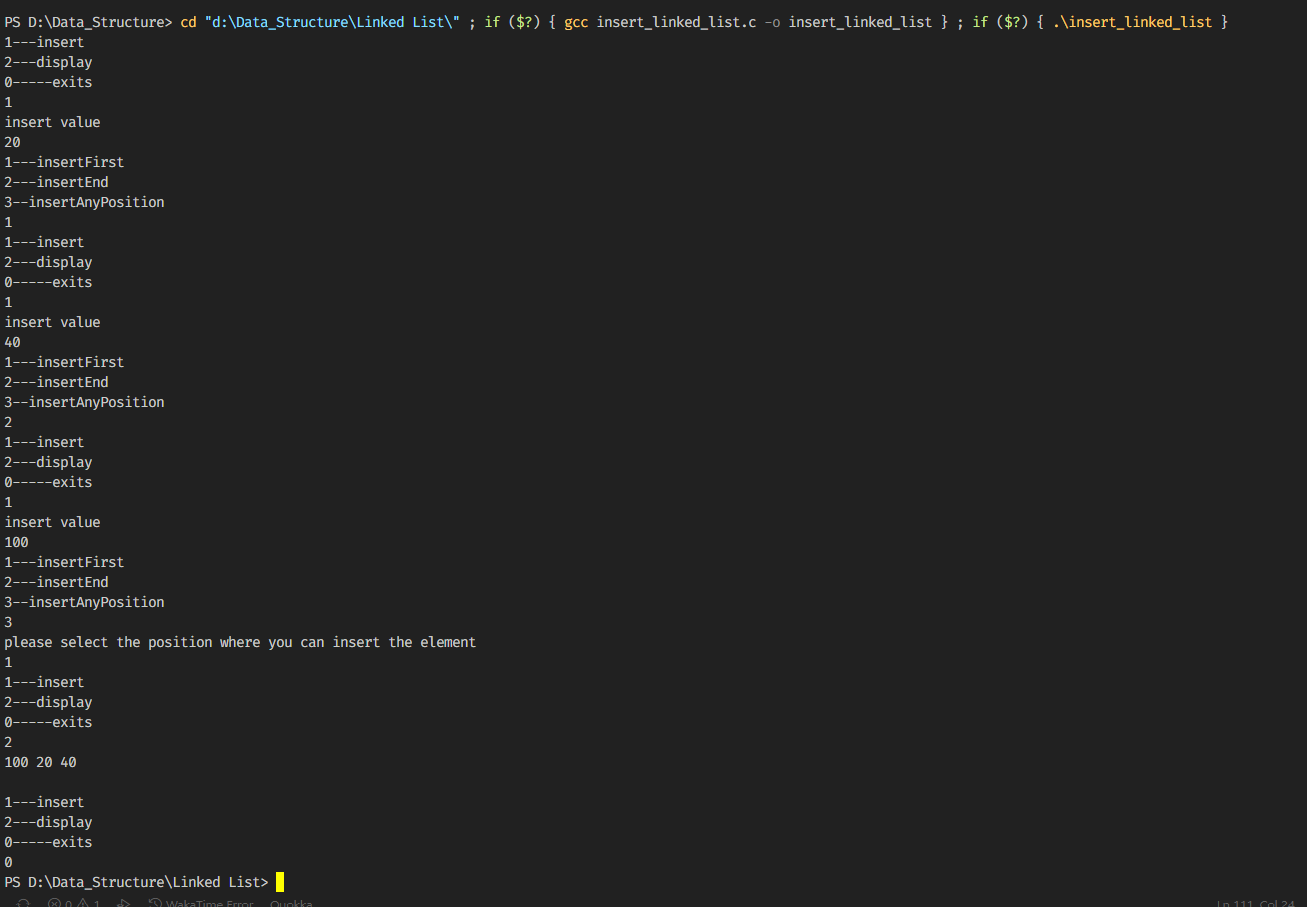 PS D:\Data_Structure> cd "d:\Data_Structure\Linked List\" ; if ($?) { gcc insert_linked_list.c -o insert_linked_list } ; if ($?) { .\insert_linked_list }
1---insert
2---display
0-----exits
1
insert value
20
1---insertFirst
2---insertEnd
3--insertAnyPosition
1
1---insert
2---display
0-----exits
1
insert value
40
1---insertFirst
2---insertEnd
3--insertAnyPosition
2
1---insert
2---display
0-----exits
1
insert value
100
1---insertFirst
2---insertEnd
3--insertAnyPosition
3
please select the position where you can insert the element
1
1---insert
2---display
0-----exits
2
100 20 40
1---insert
2---display
0-----exits
0
PS D:\Data_Structure\Linked List>
0 1 WakaTime Error Quokka Ln 111, Col 24